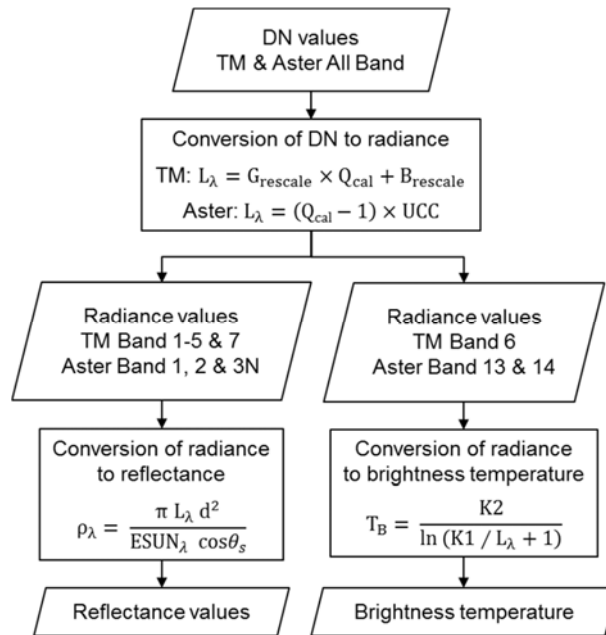 DN values
TM & Aster All Band
Conversion of DN to radiance
TM: Lλ = Grescale × Qcal + Brescale
Aster: Lλ = (Qcal − 1) × UCC
Radiance values
TM Band 1-5 & 7
Aster Band 1, 2 & 3N
Radiance values
TM Band 6
Aster Band 13 & 14
Conversion of radiance
to reflectance
ρλ = π Lλ d² / ESUNλ cosθs
Conversion of radiance
to brightness temperature
TB = K2 / ln (K1 / Lλ + 1)
Reflectance values
Brightness temperature